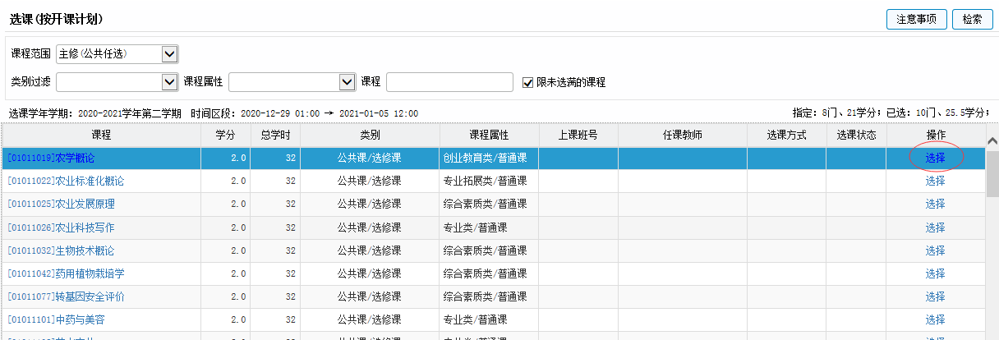 选课(按开课计划)
注意事项 检索
课程范围 主修(公共任选)
类别过滤 课程属性 课程 限未选满的课程
选课学年学期: 2020-2021学年第二学期 时间区段: 2020-12-29 01:00 → 2021-01-05 12:00 指定: 8门、21学分; 已选: 10门、25.5学分;
课程 学分 总学时 类别 课程属性 上课班号 任课教师 选课方式 选课状态 操作
[01011019]农学概论 2.0 32 公共课/选修课 创业教育类/普通课 选择
[01011022]农业标准化概论 2.0 32 公共课/选修课 专业拓展类/普通课 选择
[01011025]农业发展原理 2.0 32 公共课/选修课 综合素质类/普通课 选择
[01011026]农业科技写作 2.0 32 公共课/选修课 专业类/普通课 选择
[01011032]生物技术概论 2.0 32 公共课/选修课 综合素质类/普通课 选择
[01011042]药用植物栽培学 2.0 32 公共课/选修课 综合素质类/普通课 选择
[01011077]转基因安全评价 2.0 32 公共课/选修课 综合素质类/普通课 选择
[01011101]中药与美容 2.0 32 公共课/选修课 专业类/普通课 选择